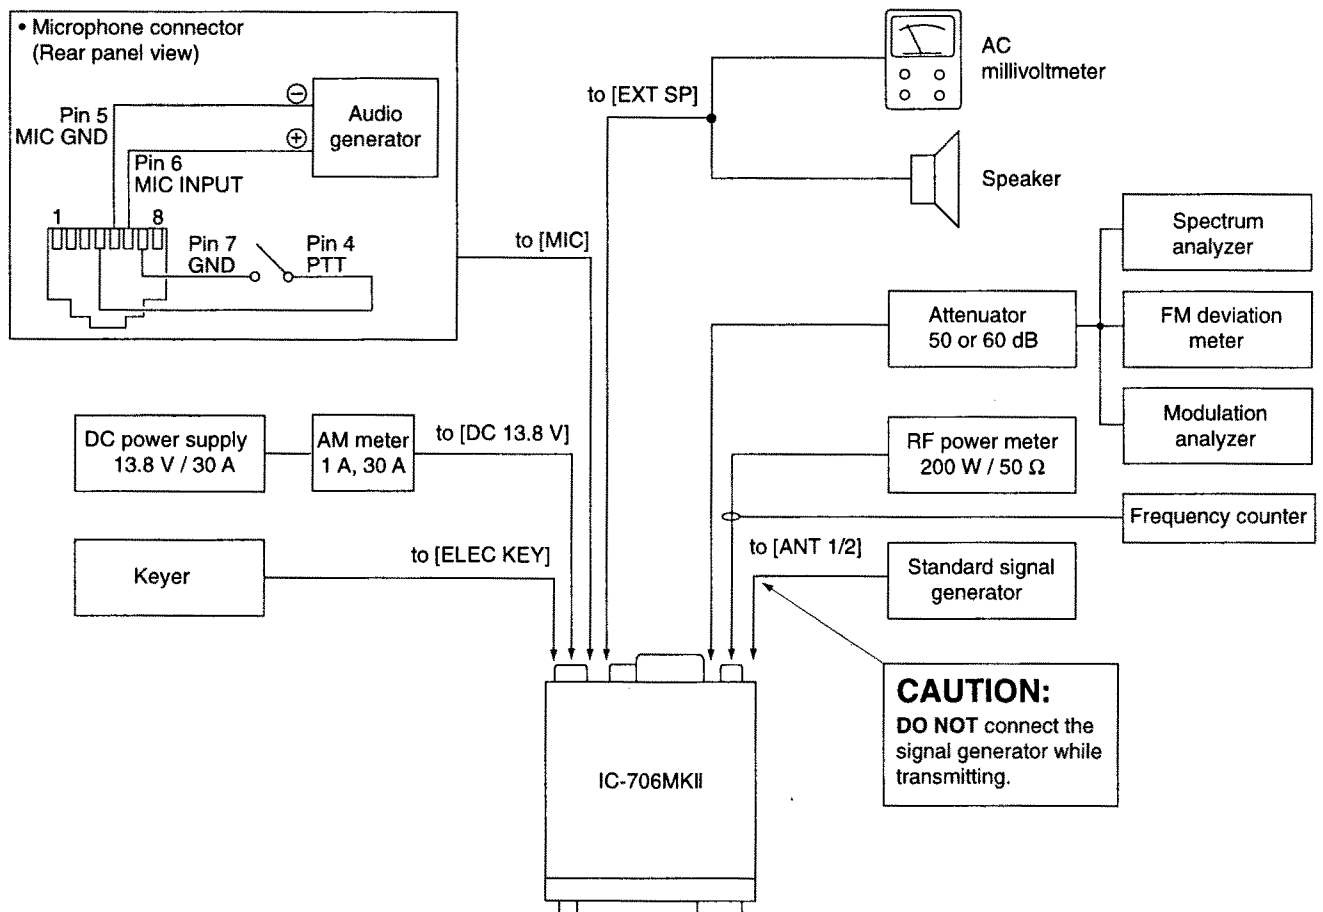 • Microphone connector
(Rear panel view)
Pin 5
MIC GND
⊖
⊕
Audio
generator
Pin 6
MIC INPUT
1
8
Pin 7
GND
Pin 4
PTT
to [MIC]
to [EXT SP]
AC
millivoltmeter
Speaker
Spectrum
analyzer
Attenuator
50 or 60 dB
FM deviation
meter
Modulation
analyzer
DC power supply
13.8 V / 30 A
AM meter
1 A, 30 A
to [DC 13.8 V]
RF power meter
200 W / 50 Ω
Frequency counter
Keyer
to [ELEC KEY]
to [ANT 1/2]
Standard signal
generator
CAUTION:
DO NOT connect the
signal generator while
transmitting.
IC-706MKII